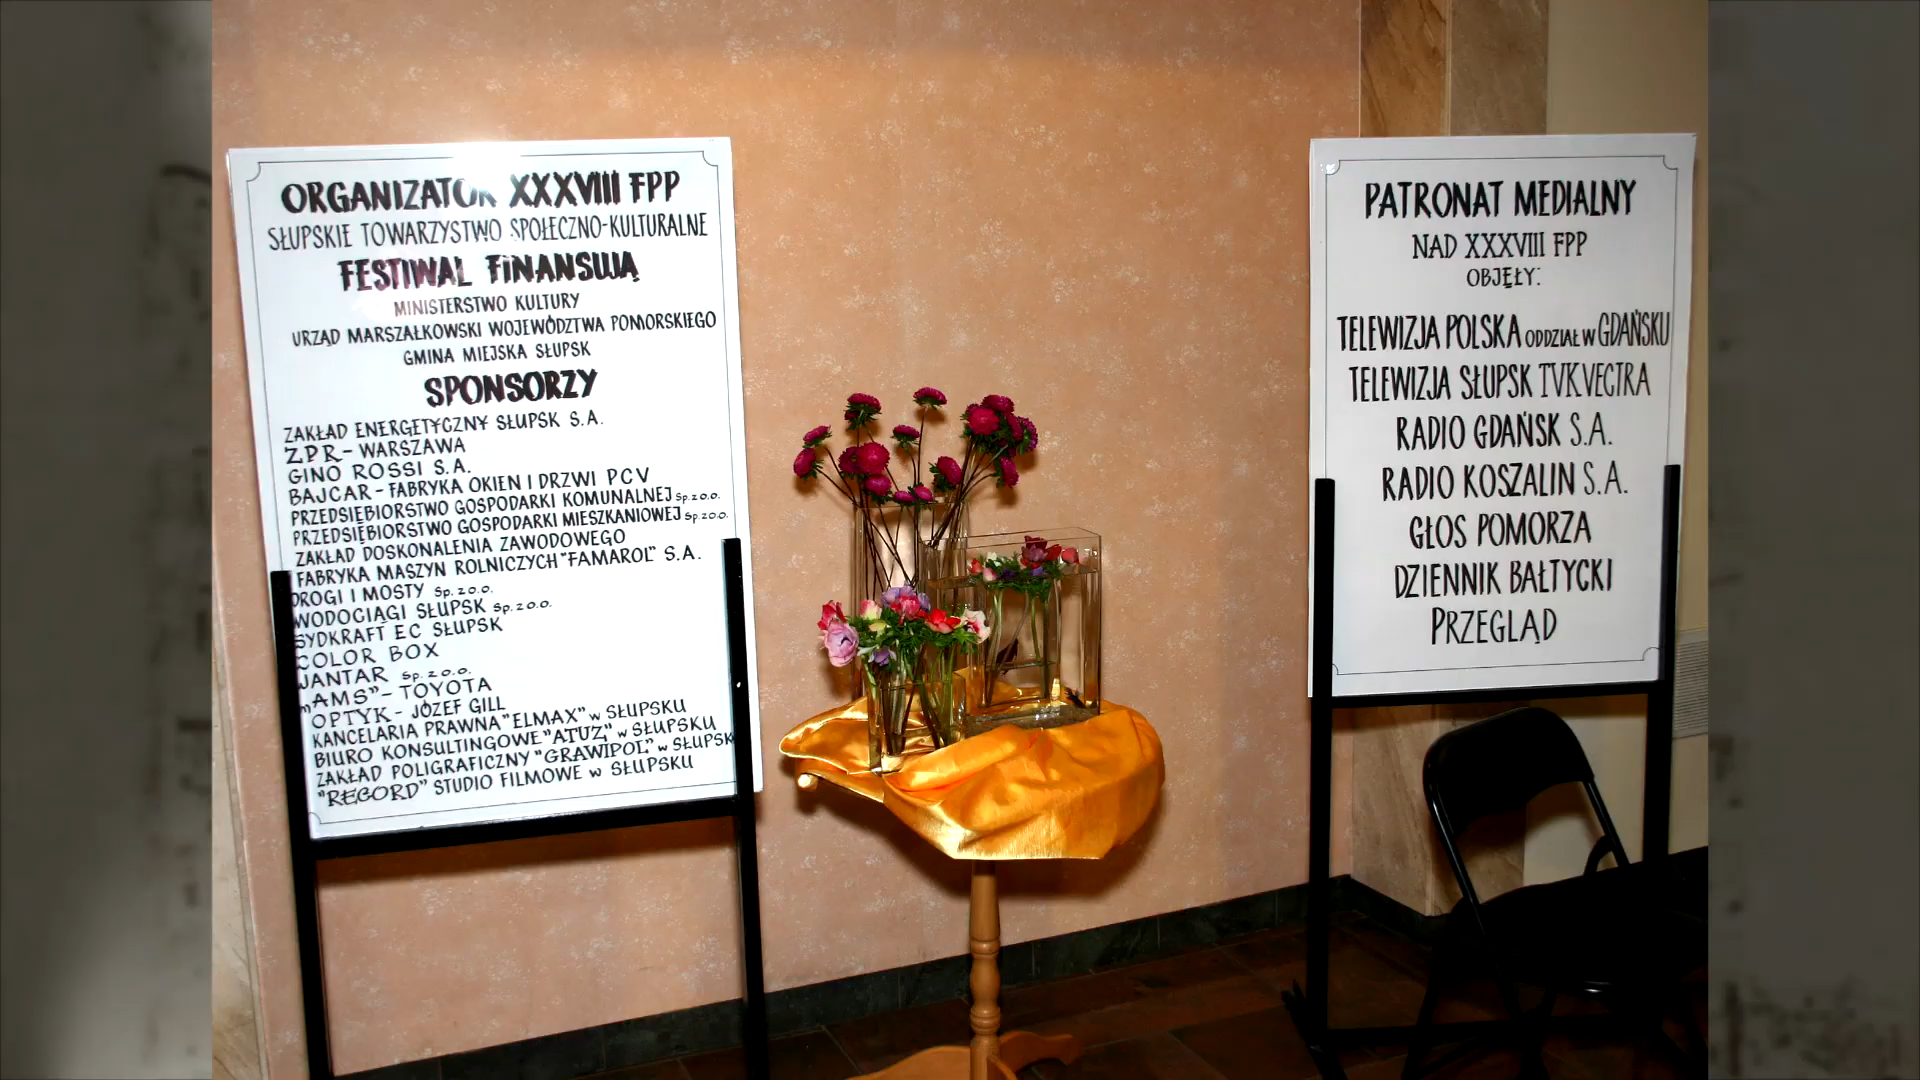 ORGANIZATOR XXXVIII FPP
SŁUPSKIE TOWARZYSTWO SPOŁECZNO-KULTURALNE
FESTIWAL FINANSUJĄ
MINISTERSTWO KULTURY
URZĄD MARSZAŁKOWSKI WOJEWÓDZTWA POMORSKIEGO
GMINA MIEJSKA SŁUPSK
SPONSORZY
ZAKŁAD ENERGETYCZNY SŁUPSK S.A.
ZPR - WARSZAWA
GINO ROSSI S.A.
BAJCAR - FABRYKA OKIEN I DRZWI PCV
PRZEDSIĘBIORSTWO GOSPODARKI KOMUNALNEJ Sp. z o.o.
PRZEDSIĘBIORSTWO GOSPODARKI MIESZKANIOWEJ Sp. z o.o.
ZAKŁAD DOSKONALENIA ZAWODOWEGO
FABRYKA MASZYN ROLNICZYCH "FAMAROL" S.A.
DROGI I MOSTY Sp. z o.o.
WODOCIĄGI SŁUPSK Sp. z o.o.
SYDKRAFT EC SŁUPSK
COLOR BOX
JANTAR Sp. z o.o.
"AMS" - TOYOTA
OPTYK - JÓZEF GILL
KANCELARIA PRAWNA "ELMAX" w SŁUPSKU
BIURO KONSULTINGOWE "ATUZ" w SŁUPSKU
ZAKŁAD POLIGRAFICZNY "GRAWIPOL" w SŁUPSK
"RECORD" STUDIO FILMOWE w SŁUPSKU
PATRONAT MEDIALNY
NAD XXXVIII FPP
OBJĘŁY:
TELEWIZJA POLSKA ODDZIAŁ W GDAŃSKU
TELEWIZJA SŁUPSK TVK VECTRA
RADIO GDAŃSK S.A.
RADIO KOSZALIN S.A.
GŁOS POMORZA
DZIENNIK BAŁTYCKI
PRZEGLĄD